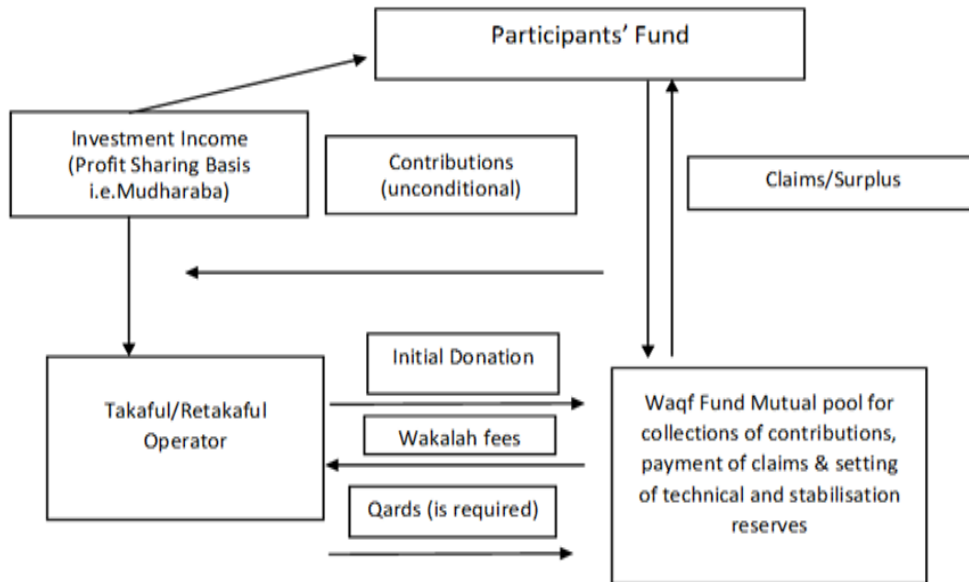 Participants' Fund
Investment Income
(Profit Sharing Basis
i.e.Mudharaba)
Contributions
(unconditional)
Claims/Surplus
Initial Donation
Takaful/Retakaful
Operator
Wakalah fees
Qards (is required)
Waqf Fund Mutual pool for
collections of contributions,
payment of claims & setting
of technical and stabilisation
reserves